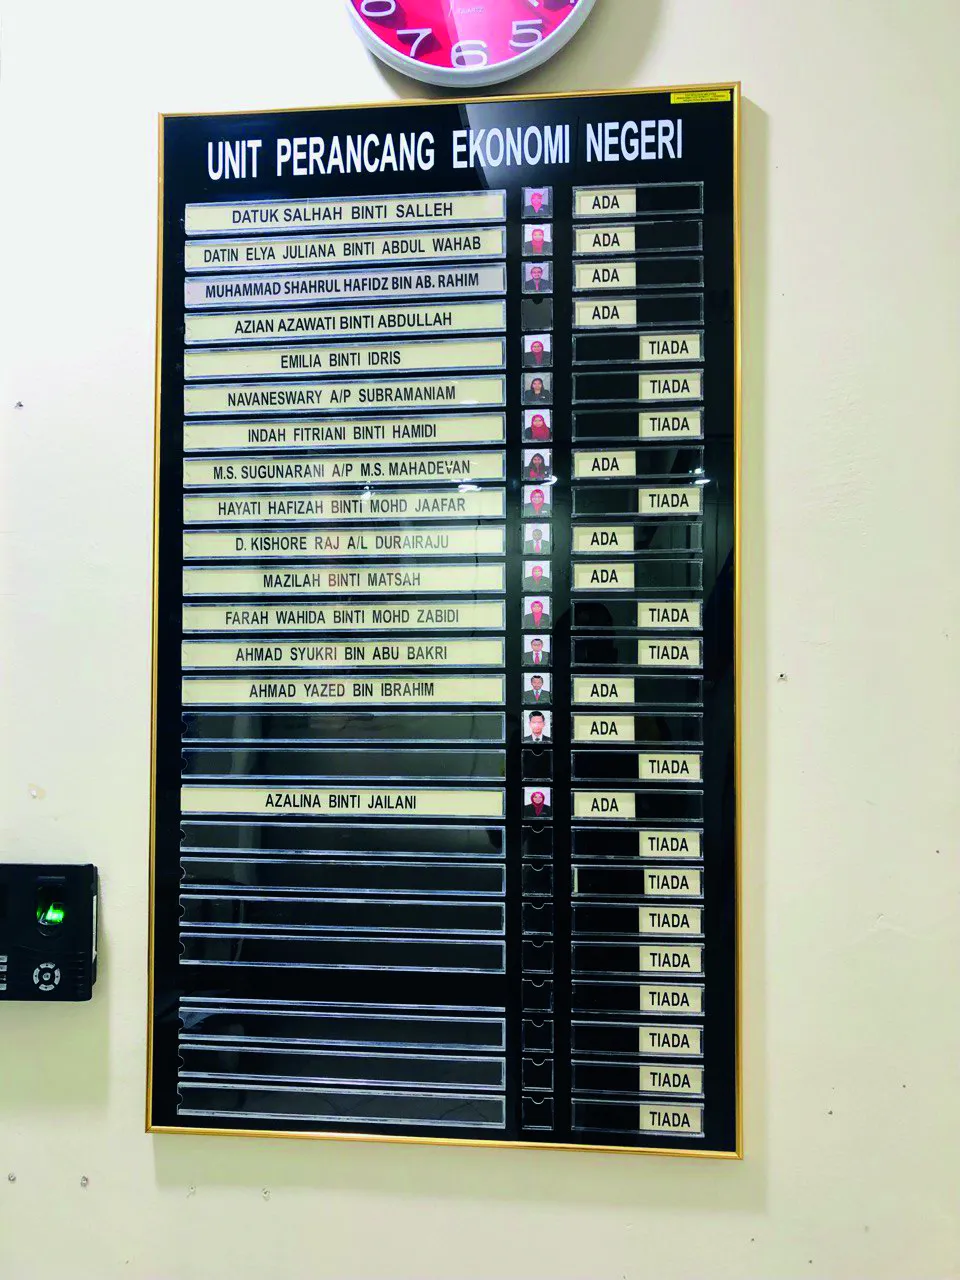 7 6 5
QUARTZ
UNIT PERANCANG EKONOMI NEGERI
DATUK SALHAH BINTI SALLEH ADA
DATIN ELYA JULIANA BINTI ABDUL WAHAB ADA
MUHAMMAD SHAHRUL HAFIDZ BIN AB. RAHIM ADA
AZIAN AZAWATI BINTI ABDULLAH ADA
EMILIA BINTI IDRIS TIADA
NAVANESWARY A/P SUBRAMANIAM TIADA
INDAH FITRIANI BINTI HAMIDI TIADA
M.S. SUGUNARANI A/P M.S. MAHADEVAN ADA
HAYATI HAFIZAH BINTI MOHD JAAFAR TIADA
D. KISHORE RAJ A/L DURAIRAJU ADA
MAZILAH BINTI MATSAH ADA
FARAH WAHIDA BINTI MOHD ZABIDI TIADA
AHMAD SYUKRI BIN ABU BAKRI TIADA
AHMAD YAZED BIN IBRAHIM ADA
ADA
TIADA
AZALINA BINTI JAILANI ADA
TIADA
TIADA
TIADA
TIADA
TIADA
TIADA
TIADA
TIADA